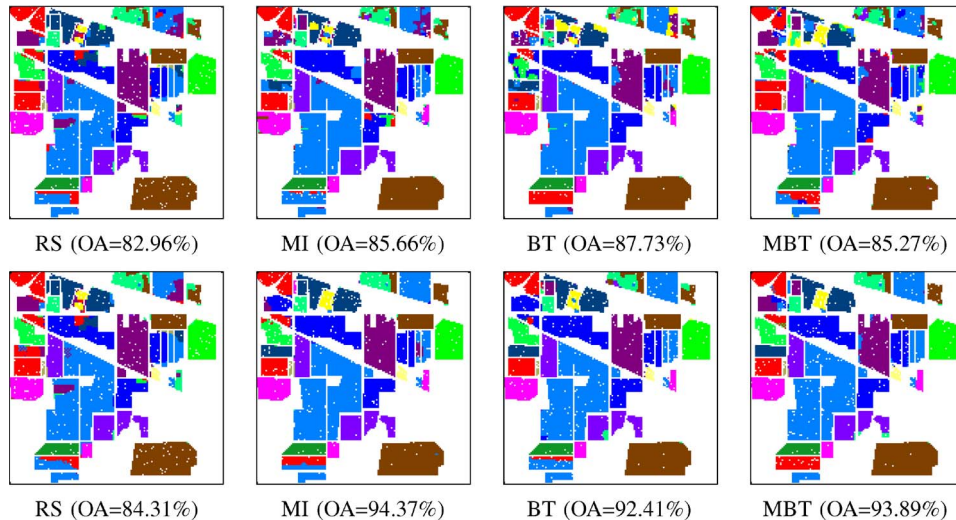 RS (OA=82.96%) MI (OA=85.66%) BT (OA=87.73%) MBT (OA=85.27%)
RS (OA=84.31%) MI (OA=94.37%) BT (OA=92.41%) MBT (OA=93.89%)